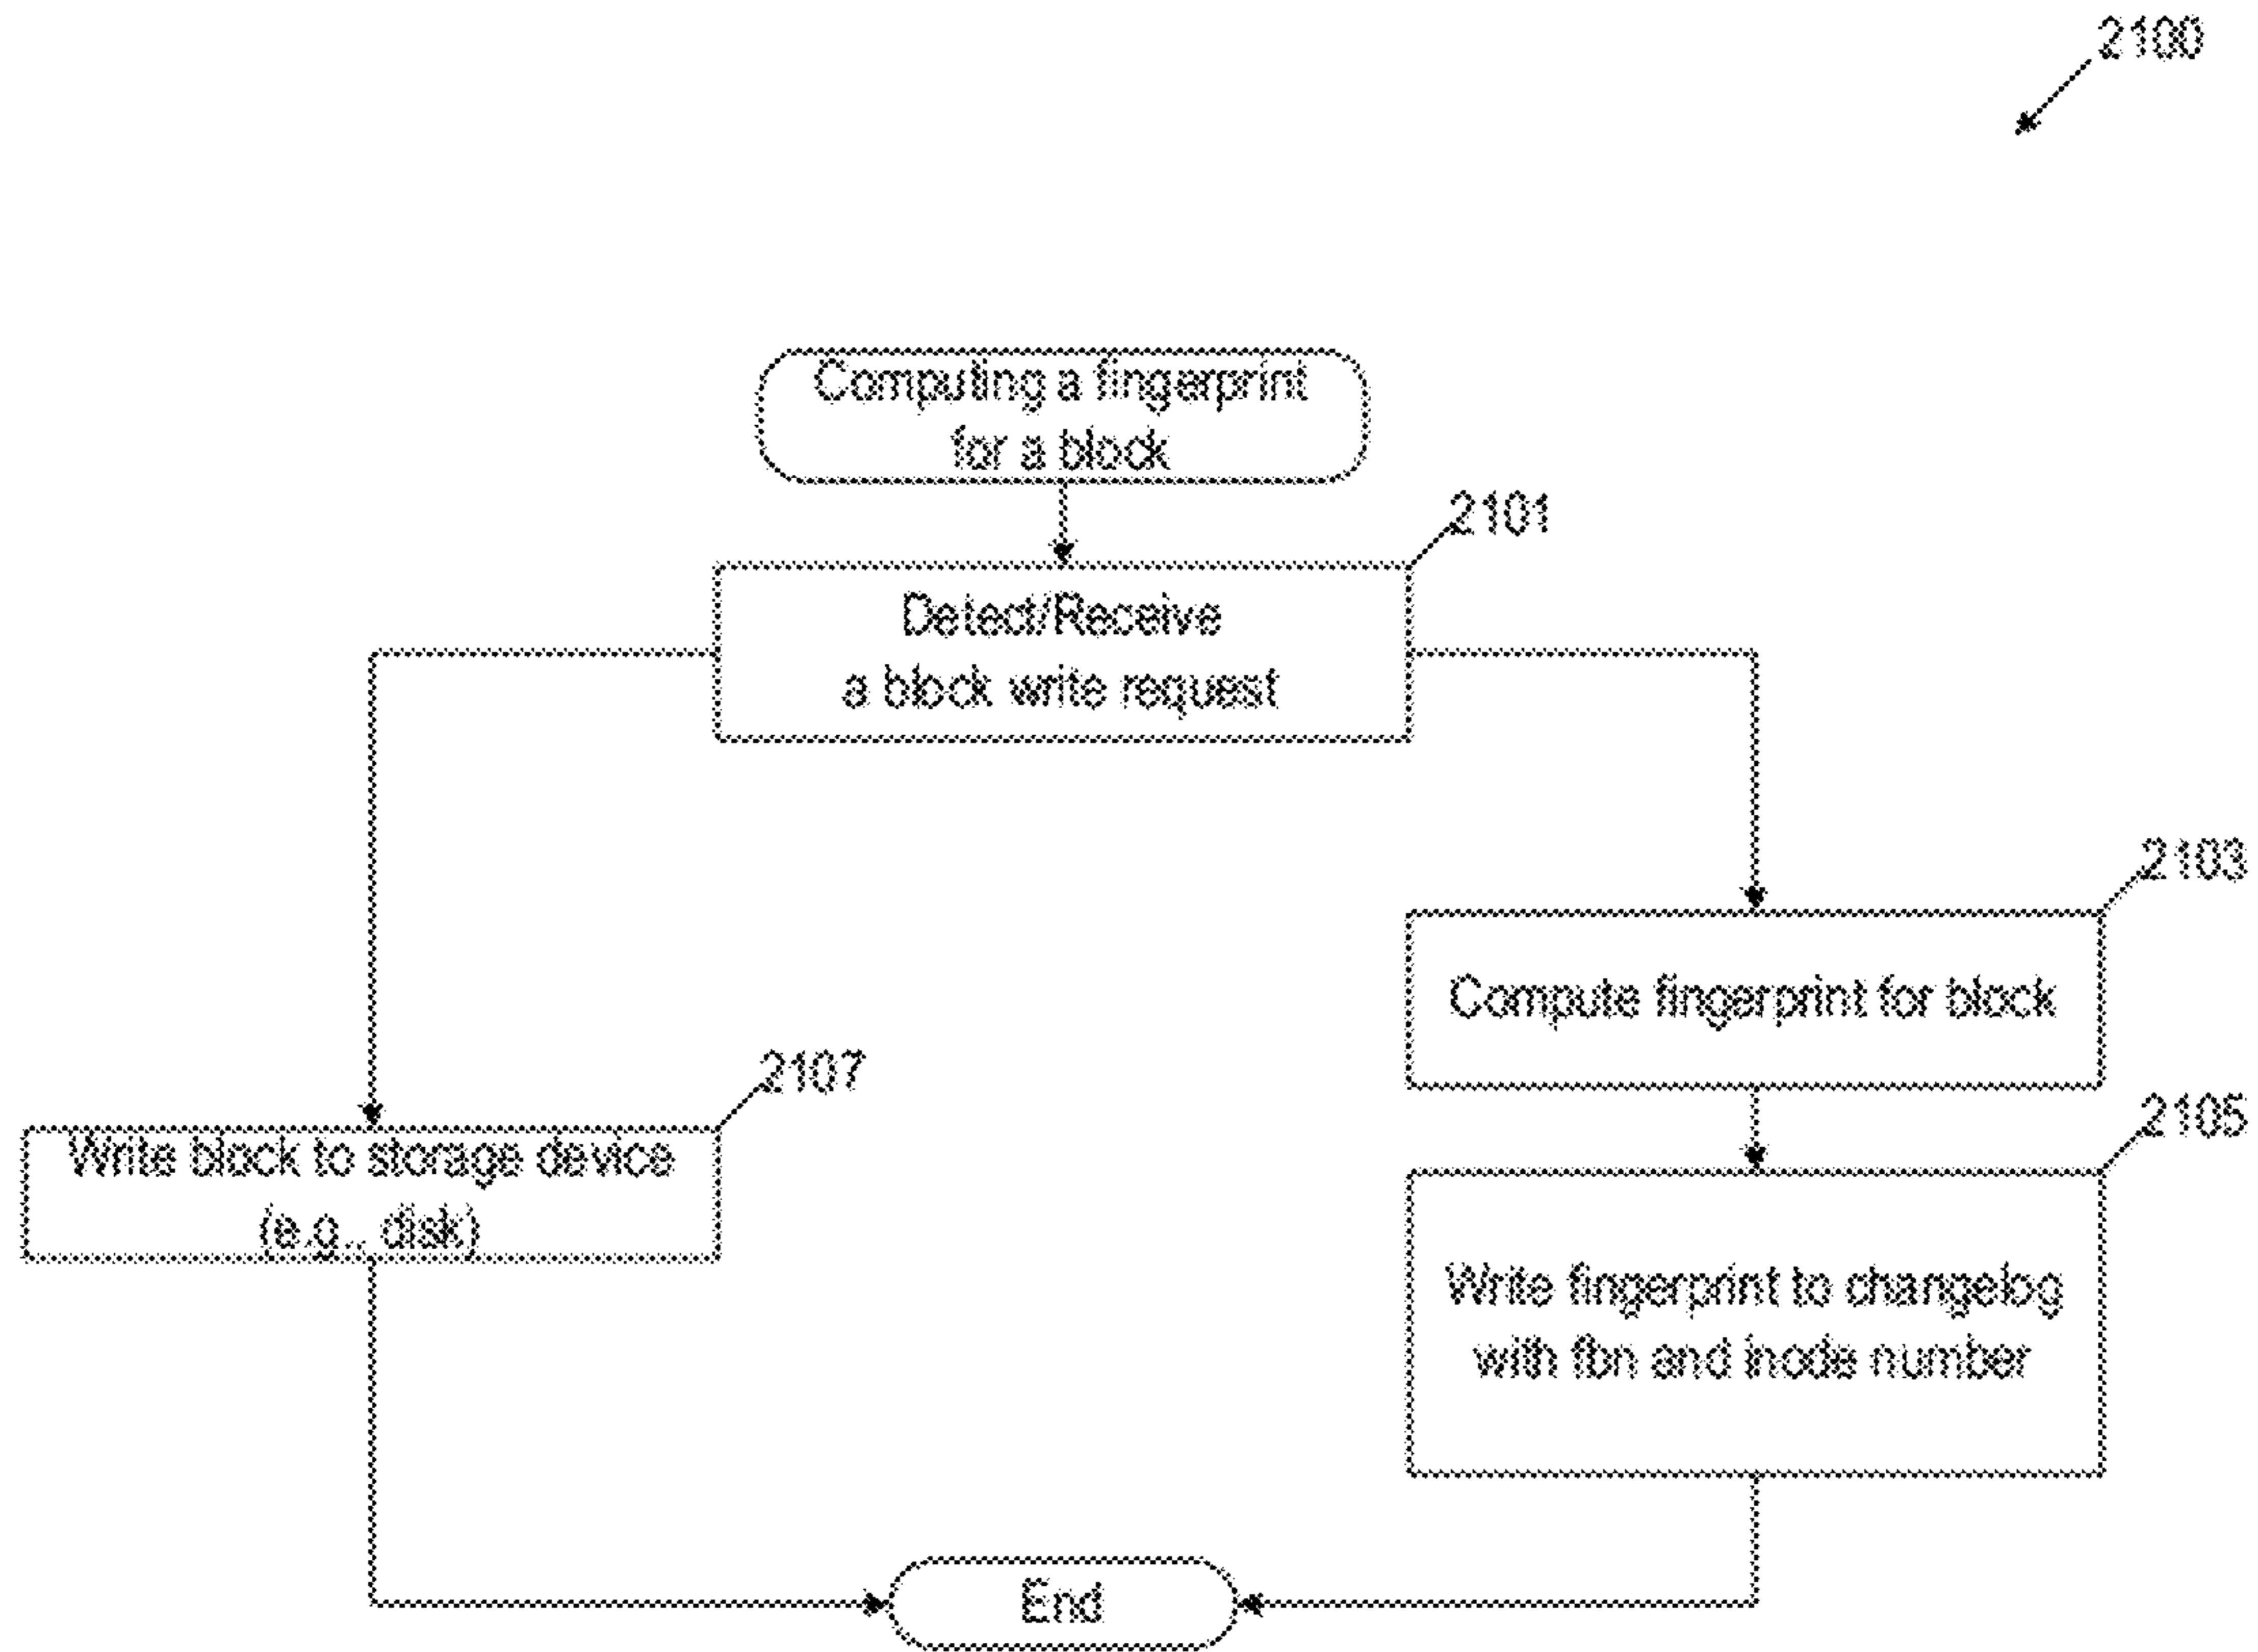 2100
Computing a fingerprint
for a block
2101
Detect/Receive
a block write request
2103
Compute fingerprint for block
2107
Write block to storage device
(e.g., disk)
2105
Write fingerprint to changelog
with fbn and inode number
End